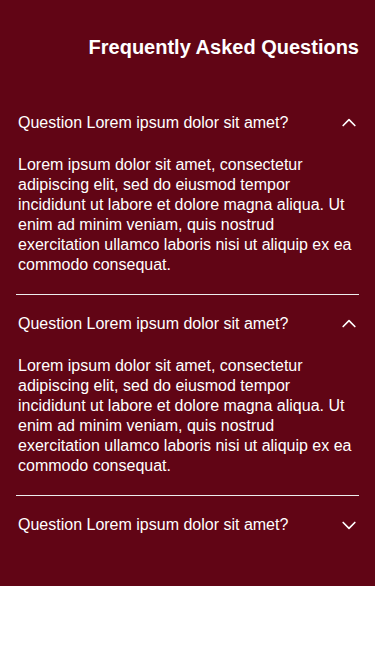 Frequently Asked Questions
Question Lorem ipsum dolor sit amet?
Lorem ipsum dolor sit amet, consectetur
adipiscing elit, sed do eiusmod tempor
incididunt ut labore et dolore magna aliqua. Ut
enim ad minim veniam, quis nostrud
exercitation ullamco laboris nisi ut aliquip ex ea
commodo consequat.
Question Lorem ipsum dolor sit amet?
Lorem ipsum dolor sit amet, consectetur
adipiscing elit, sed do eiusmod tempor
incididunt ut labore et dolore magna aliqua. Ut
enim ad minim veniam, quis nostrud
exercitation ullamco laboris nisi ut aliquip ex ea
commodo consequat.
Question Lorem ipsum dolor sit amet?